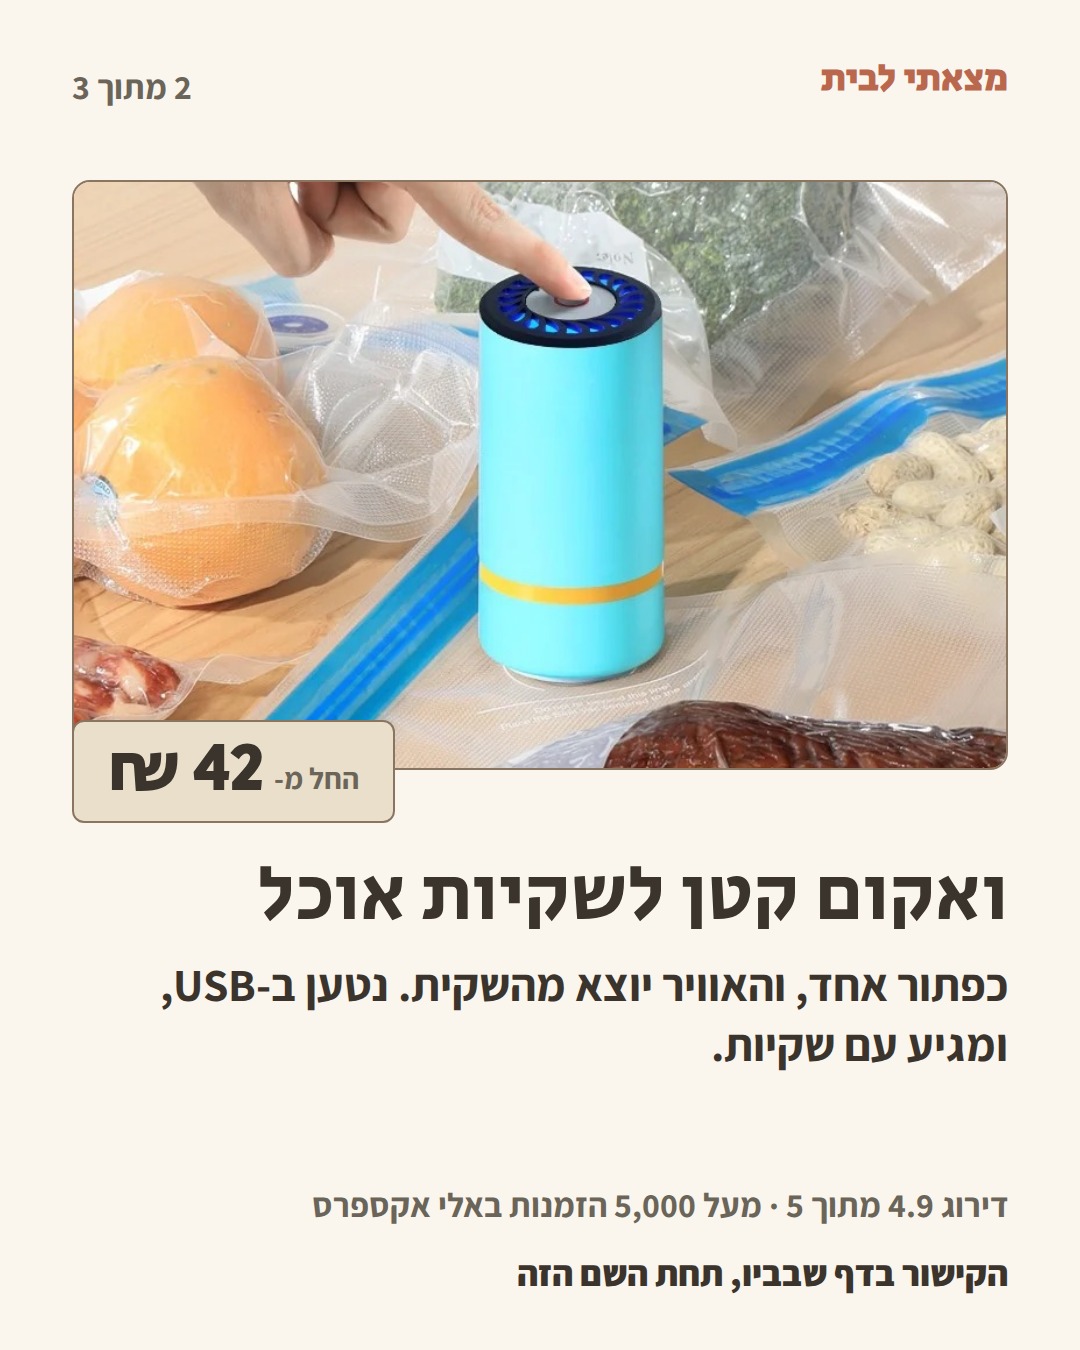 מצאתי לבית
2 מתוך 3
החל מ- 42 ₪
ואקום קטן לשקיות אוכל
כפתור אחד, והאוויר יוצא מהשקית. נטען ב-USB,
ומגיע עם שקיות.
דירוג 4.9 מתוך 5 · מעל 5,000 הזמנות באלי אקספרס
הקישור בדף שבביו, תחת השם הזה